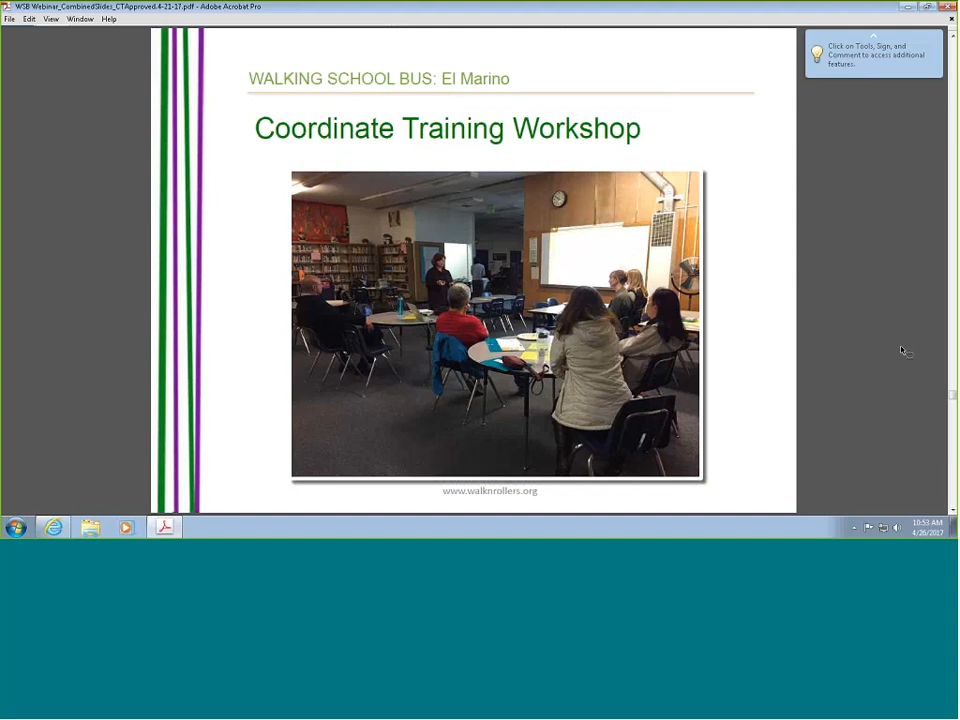 WSB Webinar_CombinedSlides_CTApproved.4-21-17.pdf - Adobe Acrobat Pro
File Edit View Window Help
Click on Tools, Sign, and
Comment to access additional
features.
WALKING SCHOOL BUS: El Marino
Coordinate Training Workshop
www.walknrollers.org
10:53 AM
4/26/2017